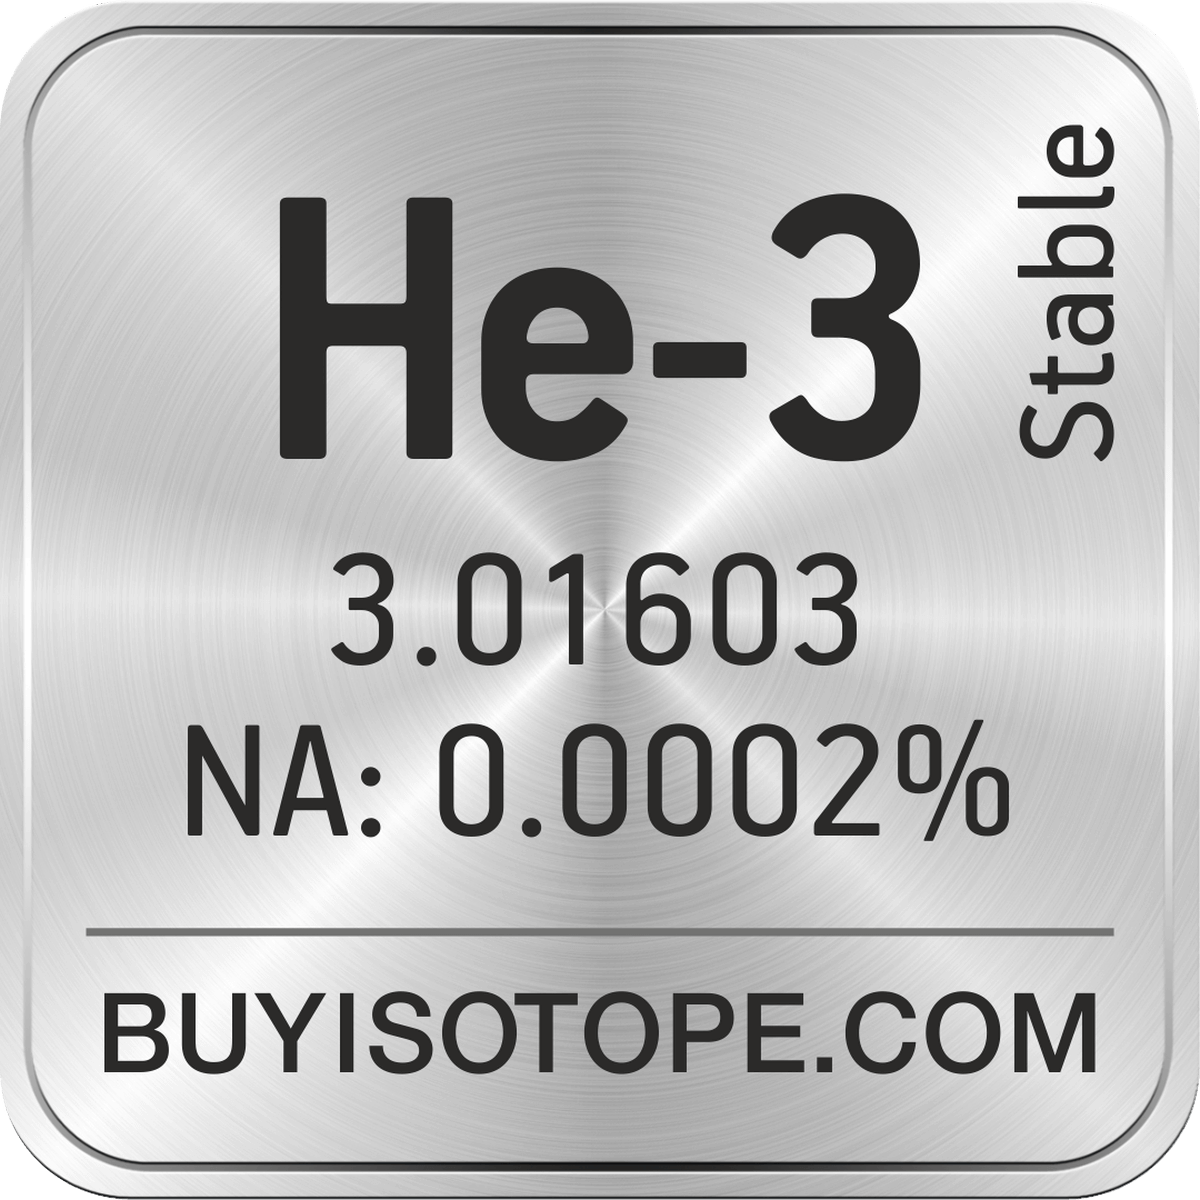 He-3
Stable
3.01603
NA: 0.0002%
BUYISOTOPE.COM